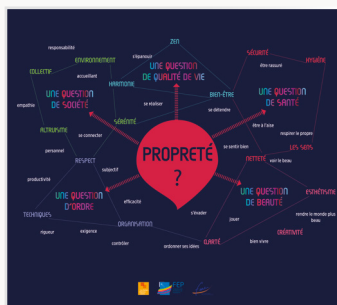 ZEN
responsabilité
SÉCURITÉ
ENVIRONNEMENT
s'épanouir
HYGIÈNE
COLLECTIF
accueillant
UNE QUESTION
DE QUALITÉ DE VIE
être rassuré
HARMONIE
BIEN-ÊTRE
UNE QUESTION
DE SOCIÉTÉ
se réaliser
UNE QUESTION
DE SANTÉ
empathie
se détendre
SÉRÉNITÉ
ALTRUISME
se connecter
être à l'aise
respirer le propre
PROPRETÉ
?
personnel
se sentir bien
LES SENS
RESPECT
NETTETÉ
voir le beau
productivité
subjectif
UNE QUESTION
D'ORDRE
efficacité
UNE QUESTION
DE BEAUTÉ
ESTHÉTISME
TECHNIQUES
s'évader
rendre le monde plus
beau
ORGANISATION
jouer
rigueur
exigence
CRÉATIVITÉ
contrôler
CLARTÉ
bien vivre
ordonner ses idées
FEP